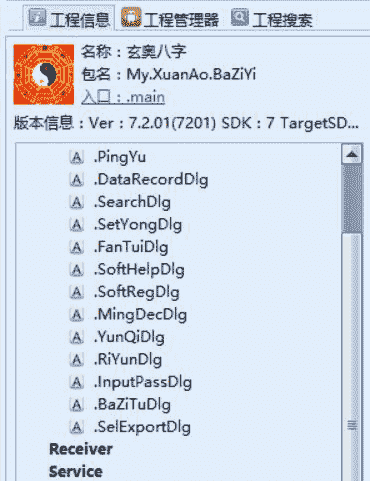 工程信息 工程管理器 工程搜索
名称：玄奥八字
包名：My.XuanAo.BaZiYi
入口：.main
版本信息：Ver：7.2.01(7201) SDK：7 TargetSD...
A .PingYu
A .DataRecordDlg
A .SearchDlg
A .SetYongDlg
A .FanTuiDlg
A .SoftHelpDlg
A .SoftRegDlg
A .MingDecDlg
A .YunQiDlg
A .RiYunDlg
A .InputPassDlg
A .BaZiTuDlg
A .SelExportDlg
Receiver
Service